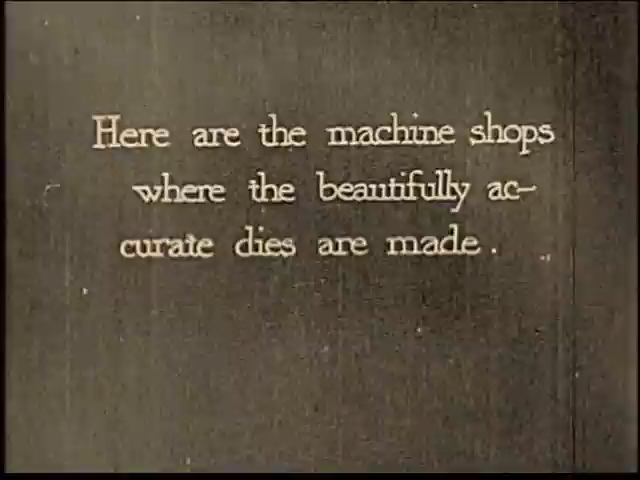 Here are the machine shops
where the beautifully ac-
curate dies are made.